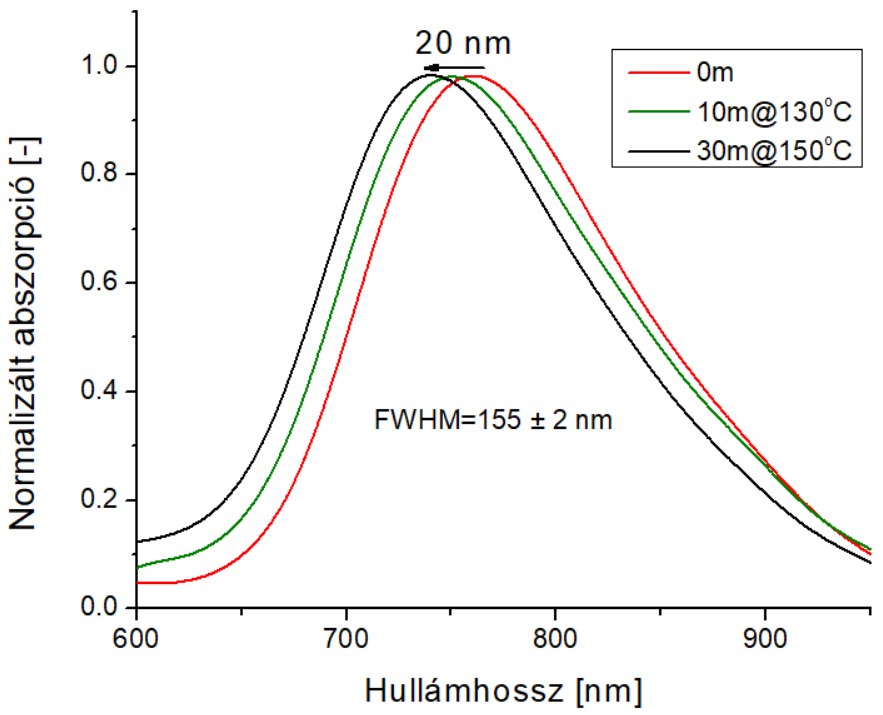 20 nm
0m
10m@130°C
30m@150°C
FWHM=155 ± 2 nm
Normalizált abszorpció [-]
1.0
0.8
0.6
0.4
0.2
0.0
600 700 800 900
Hullámhossz [nm]